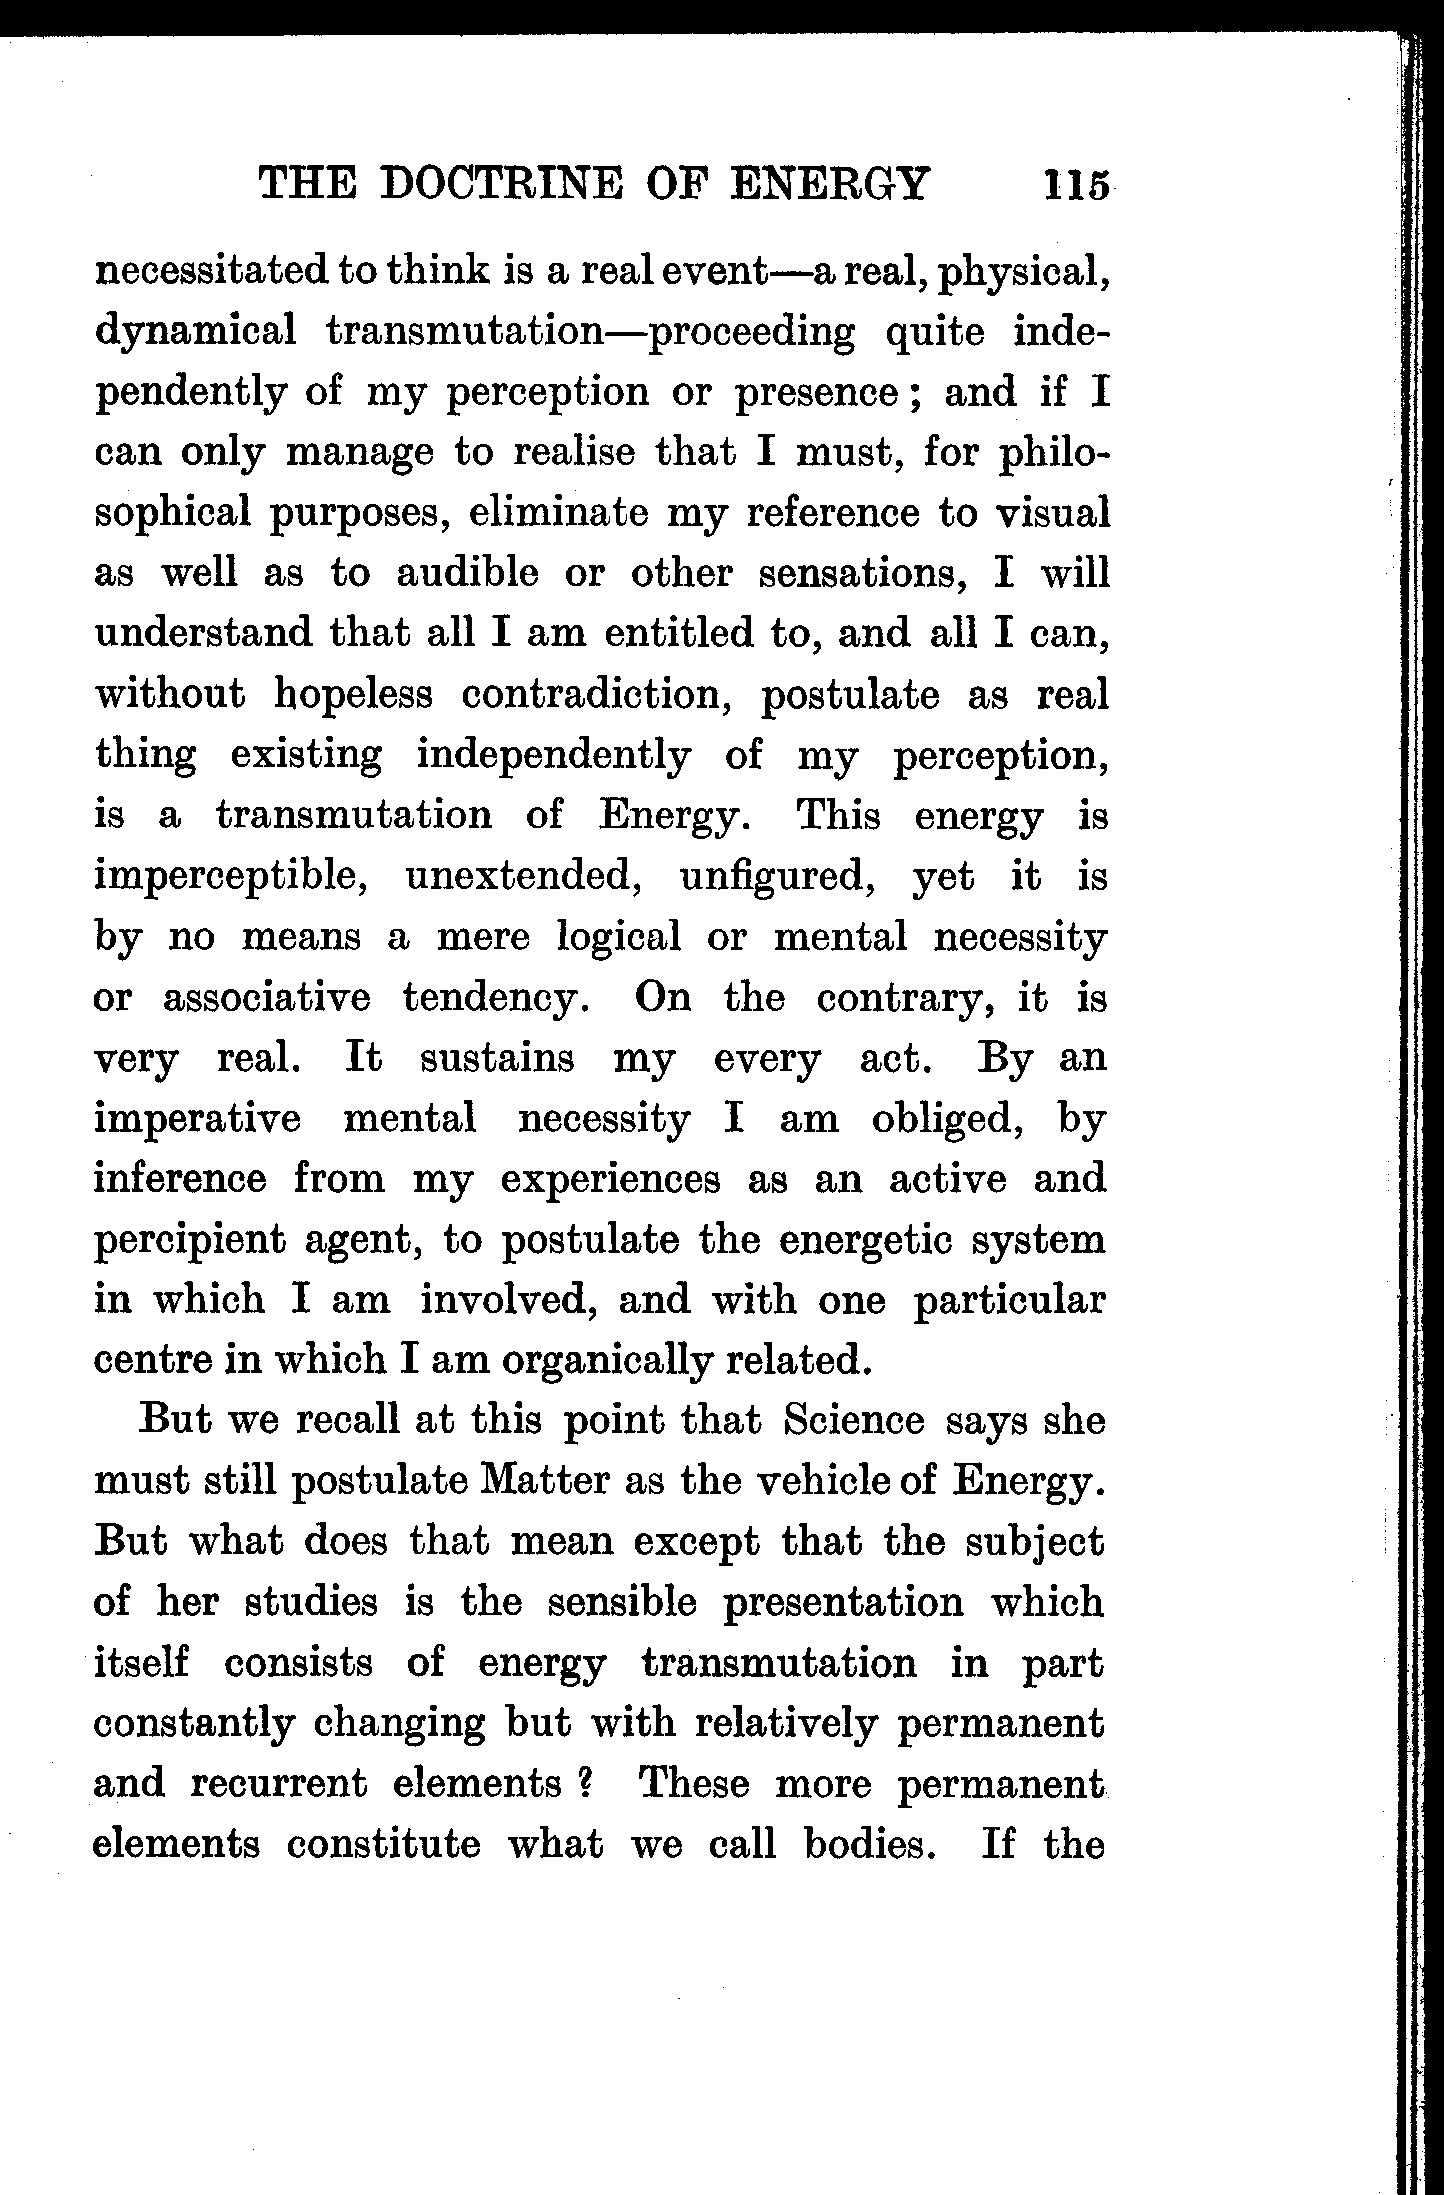 THE DOCTRINE OF ENERGY 115
necessitated to think is a real event—a real, physical,
dynamical transmutation—proceeding quite inde-
pendently of my perception or presence ; and if I
can only manage to realise that I must, for philo-
sophical purposes, eliminate my reference to visual
as well as to audible or other sensations, I will
understand that all I am entitled to, and all I can,
without hopeless contradiction, postulate as real
thing existing independently of my perception,
is a transmutation of Energy. This energy is
imperceptible, unextended, unfigured, yet it is
by no means a mere logical or mental necessity
or associative tendency. On the contrary, it is
very real. It sustains my every act. By an
imperative mental necessity I am obliged, by
inference from my experiences as an active and
percipient agent, to postulate the energetic system
in which I am involved, and with one particular
centre in which I am organically related.
But we recall at this point that Science says she
must still postulate Matter as the vehicle of Energy.
But what does that mean except that the subject
of her studies is the sensible presentation which
itself consists of energy transmutation in part
constantly changing but with relatively permanent
and recurrent elements ? These more permanent
elements constitute what we call bodies. If the